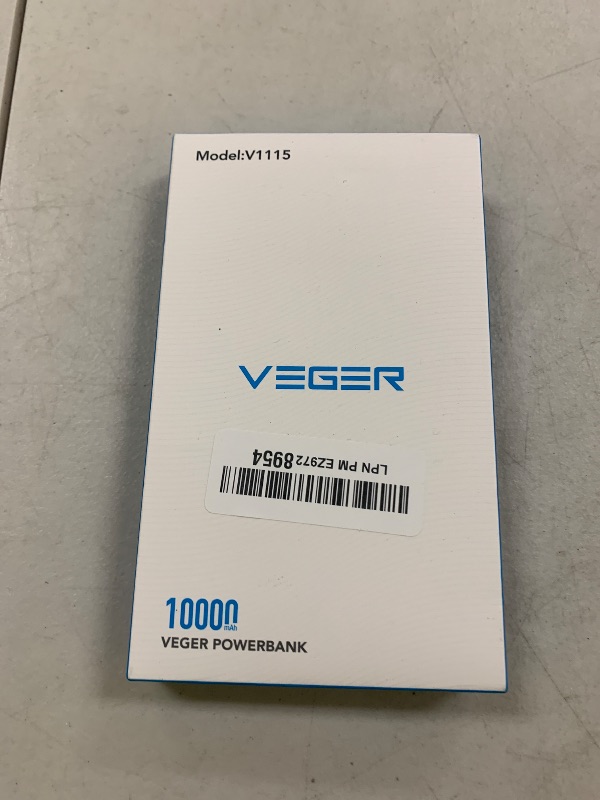 Model:V1115
VEGER
LPN PM EZ972 8954
10000
mAh
VEGER POWERBANK